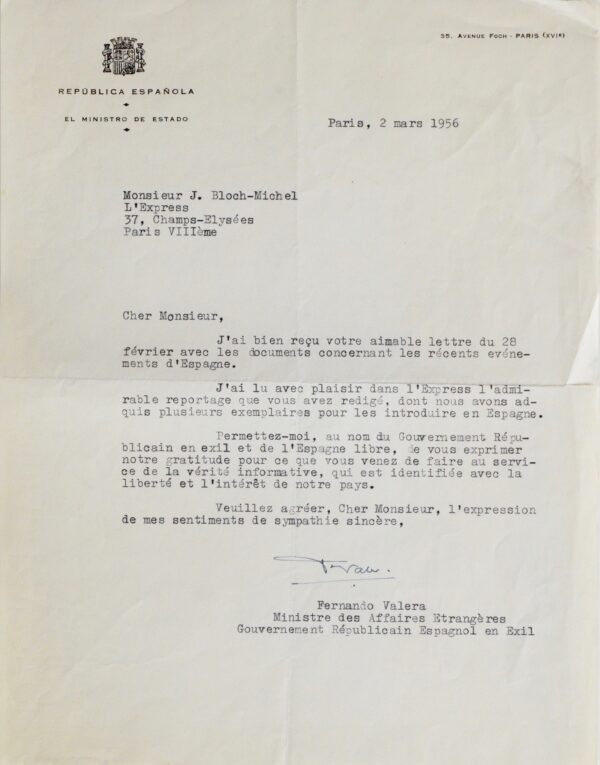 35, AVENUE FOCH - PARIS (XVIe)
REPÚBLICA ESPAÑOLA
EL MINISTRO DE ESTADO
Paris, 2 mars 1956
Monsieur J. Bloch-Michel
L'Express
37, Champs-Elysées
Paris VIIIème
Cher Monsieur,
J'ai bien reçu votre aimable lettre du 28
février avec les documents concernant les récents evéne-
ments d'Espagne.
J'ai lu avec plaisir dans l'Express l'admi-
rable reportage que vous avez redigé, dont nous avons ad-
quis plusieurs exemplaires pour les introduire en Espagne.
Permettez-moi, au nom du Gouvernement Répu-
blicain en exil et de l'Espagne libre, de vous exprimer
notre gratitude pour ce que vous venez de faire au servi-
ce de la vérité informative, qui est identifiée avec la
liberté et l'intérêt de notre pays.
Veuillez agréer, Cher Monsieur, l'expression
de mes sentiments de sympathie sincère,
F. Valera.
Fernando Valera
Ministre des Affaires Etrangères
Gouvernement Républicain Espagnol en Exil